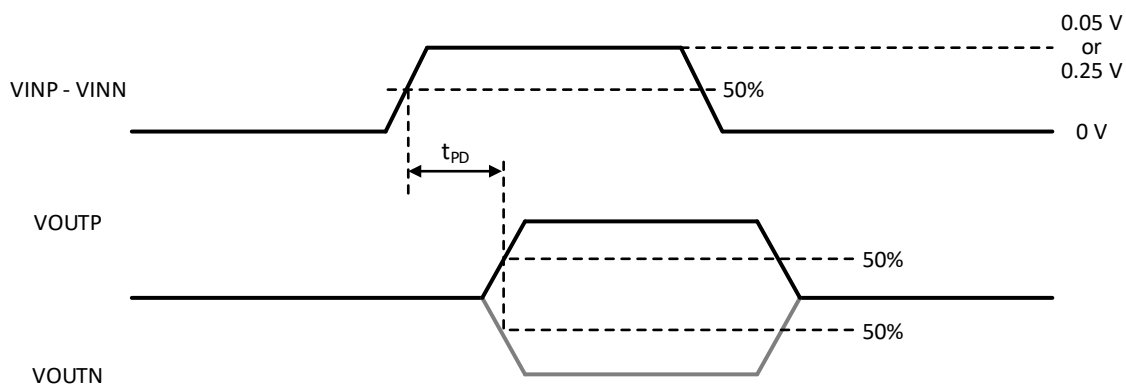 0.05 V
or
0.25 V
VINP - VINN
50%
0 V
tPD
VOUTP
50%
50%
VOUTN